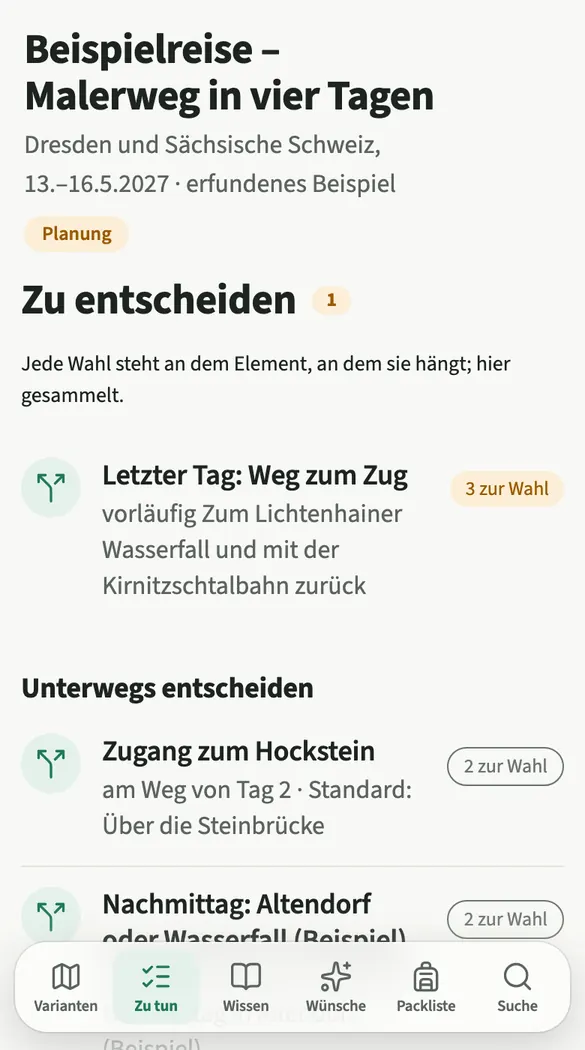 Beispielreise –
Malerweg in vier Tagen
Dresden und Sächsische Schweiz,
13.–16.5.2027 · erfundenes Beispiel
Planung
Zu entscheiden 1
Jede Wahl steht an dem Element, an dem sie hängt; hier
gesammelt.
Letzter Tag: Weg zum Zug
3 zur Wahl
vorläufig Zum Lichtenhainer
Wasserfall und mit der
Kirnitzschtalbahn zurück
Unterwegs entscheiden
Zugang zum Hockstein
2 zur Wahl
am Weg von Tag 2 · Standard:
Über die Steinbrücke
Nachmittag: Altendorf
2 zur Wahl
oder Wasserfall (Beispiel)
Varianten
Zu tun
Wissen
Wünsche
Packliste
Suche
(Beispiel)